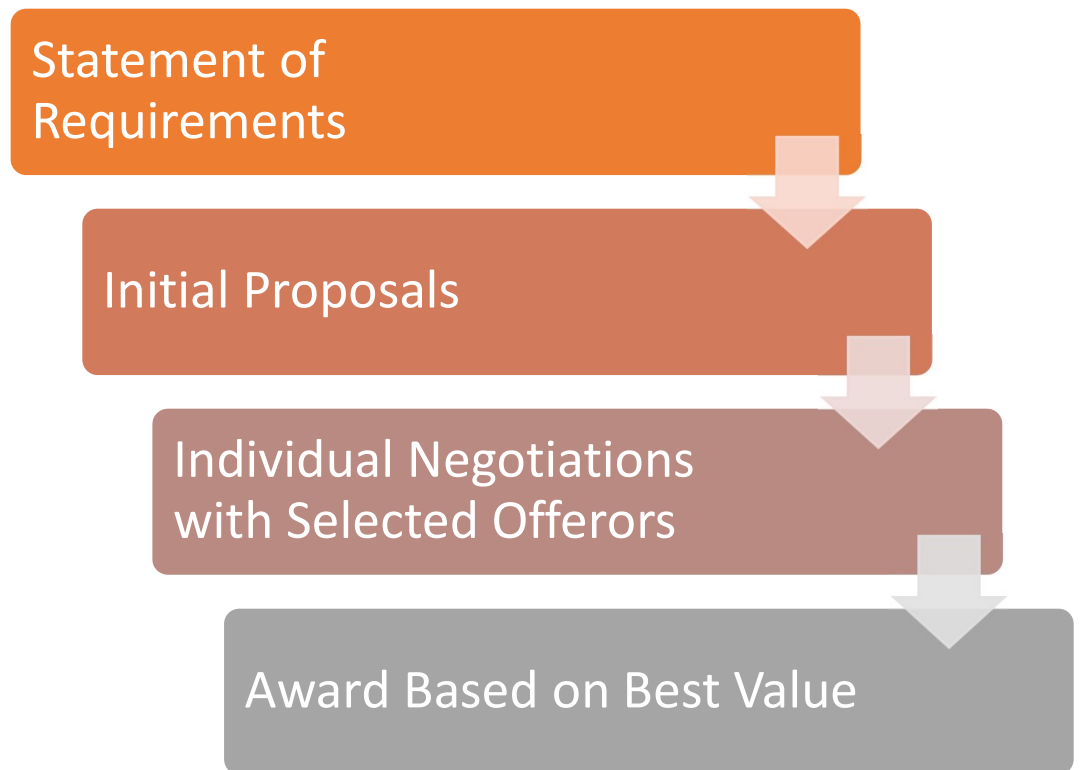 Statement of
Requirements
Initial Proposals
Individual Negotiations
with Selected Offerors
Award Based on Best Value